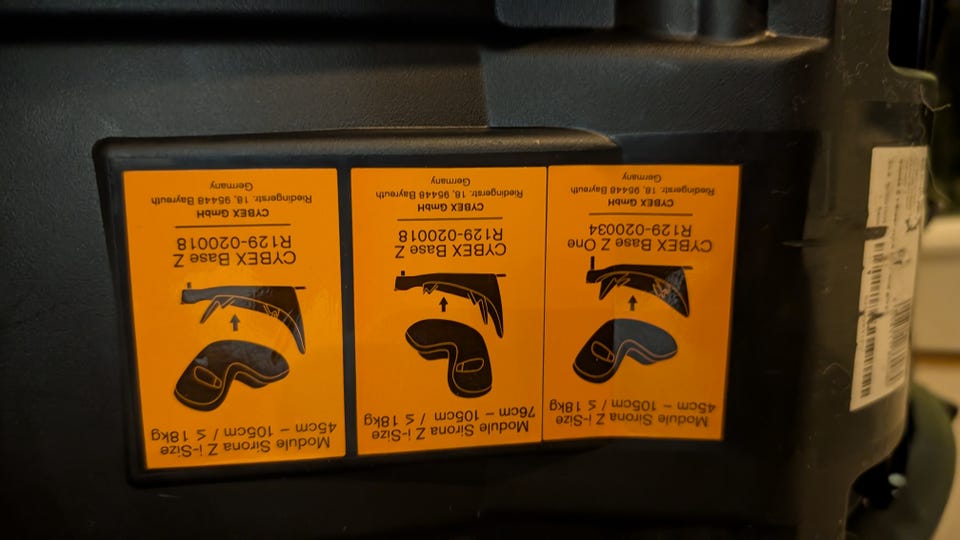 Module Sirona Z i-Size
45cm – 105cm / ≤ 18kg
CYBEX Base Z One
R129-020034
CYBEX GmbH
Riedingerstr. 18, 95448 Bayreuth
Germany
Module Sirona Z i-Size
76cm – 105cm / ≤ 18kg
CYBEX Base Z
R129-020018
CYBEX GmbH
Riedingerstr. 18, 95448 Bayreuth
Germany
Module Sirona Z i-Size
45cm – 105cm / ≤ 18kg
CYBEX Base Z
R129-020018
CYBEX GmbH
Riedingerstr. 18, 95448 Bayreuth
Germany